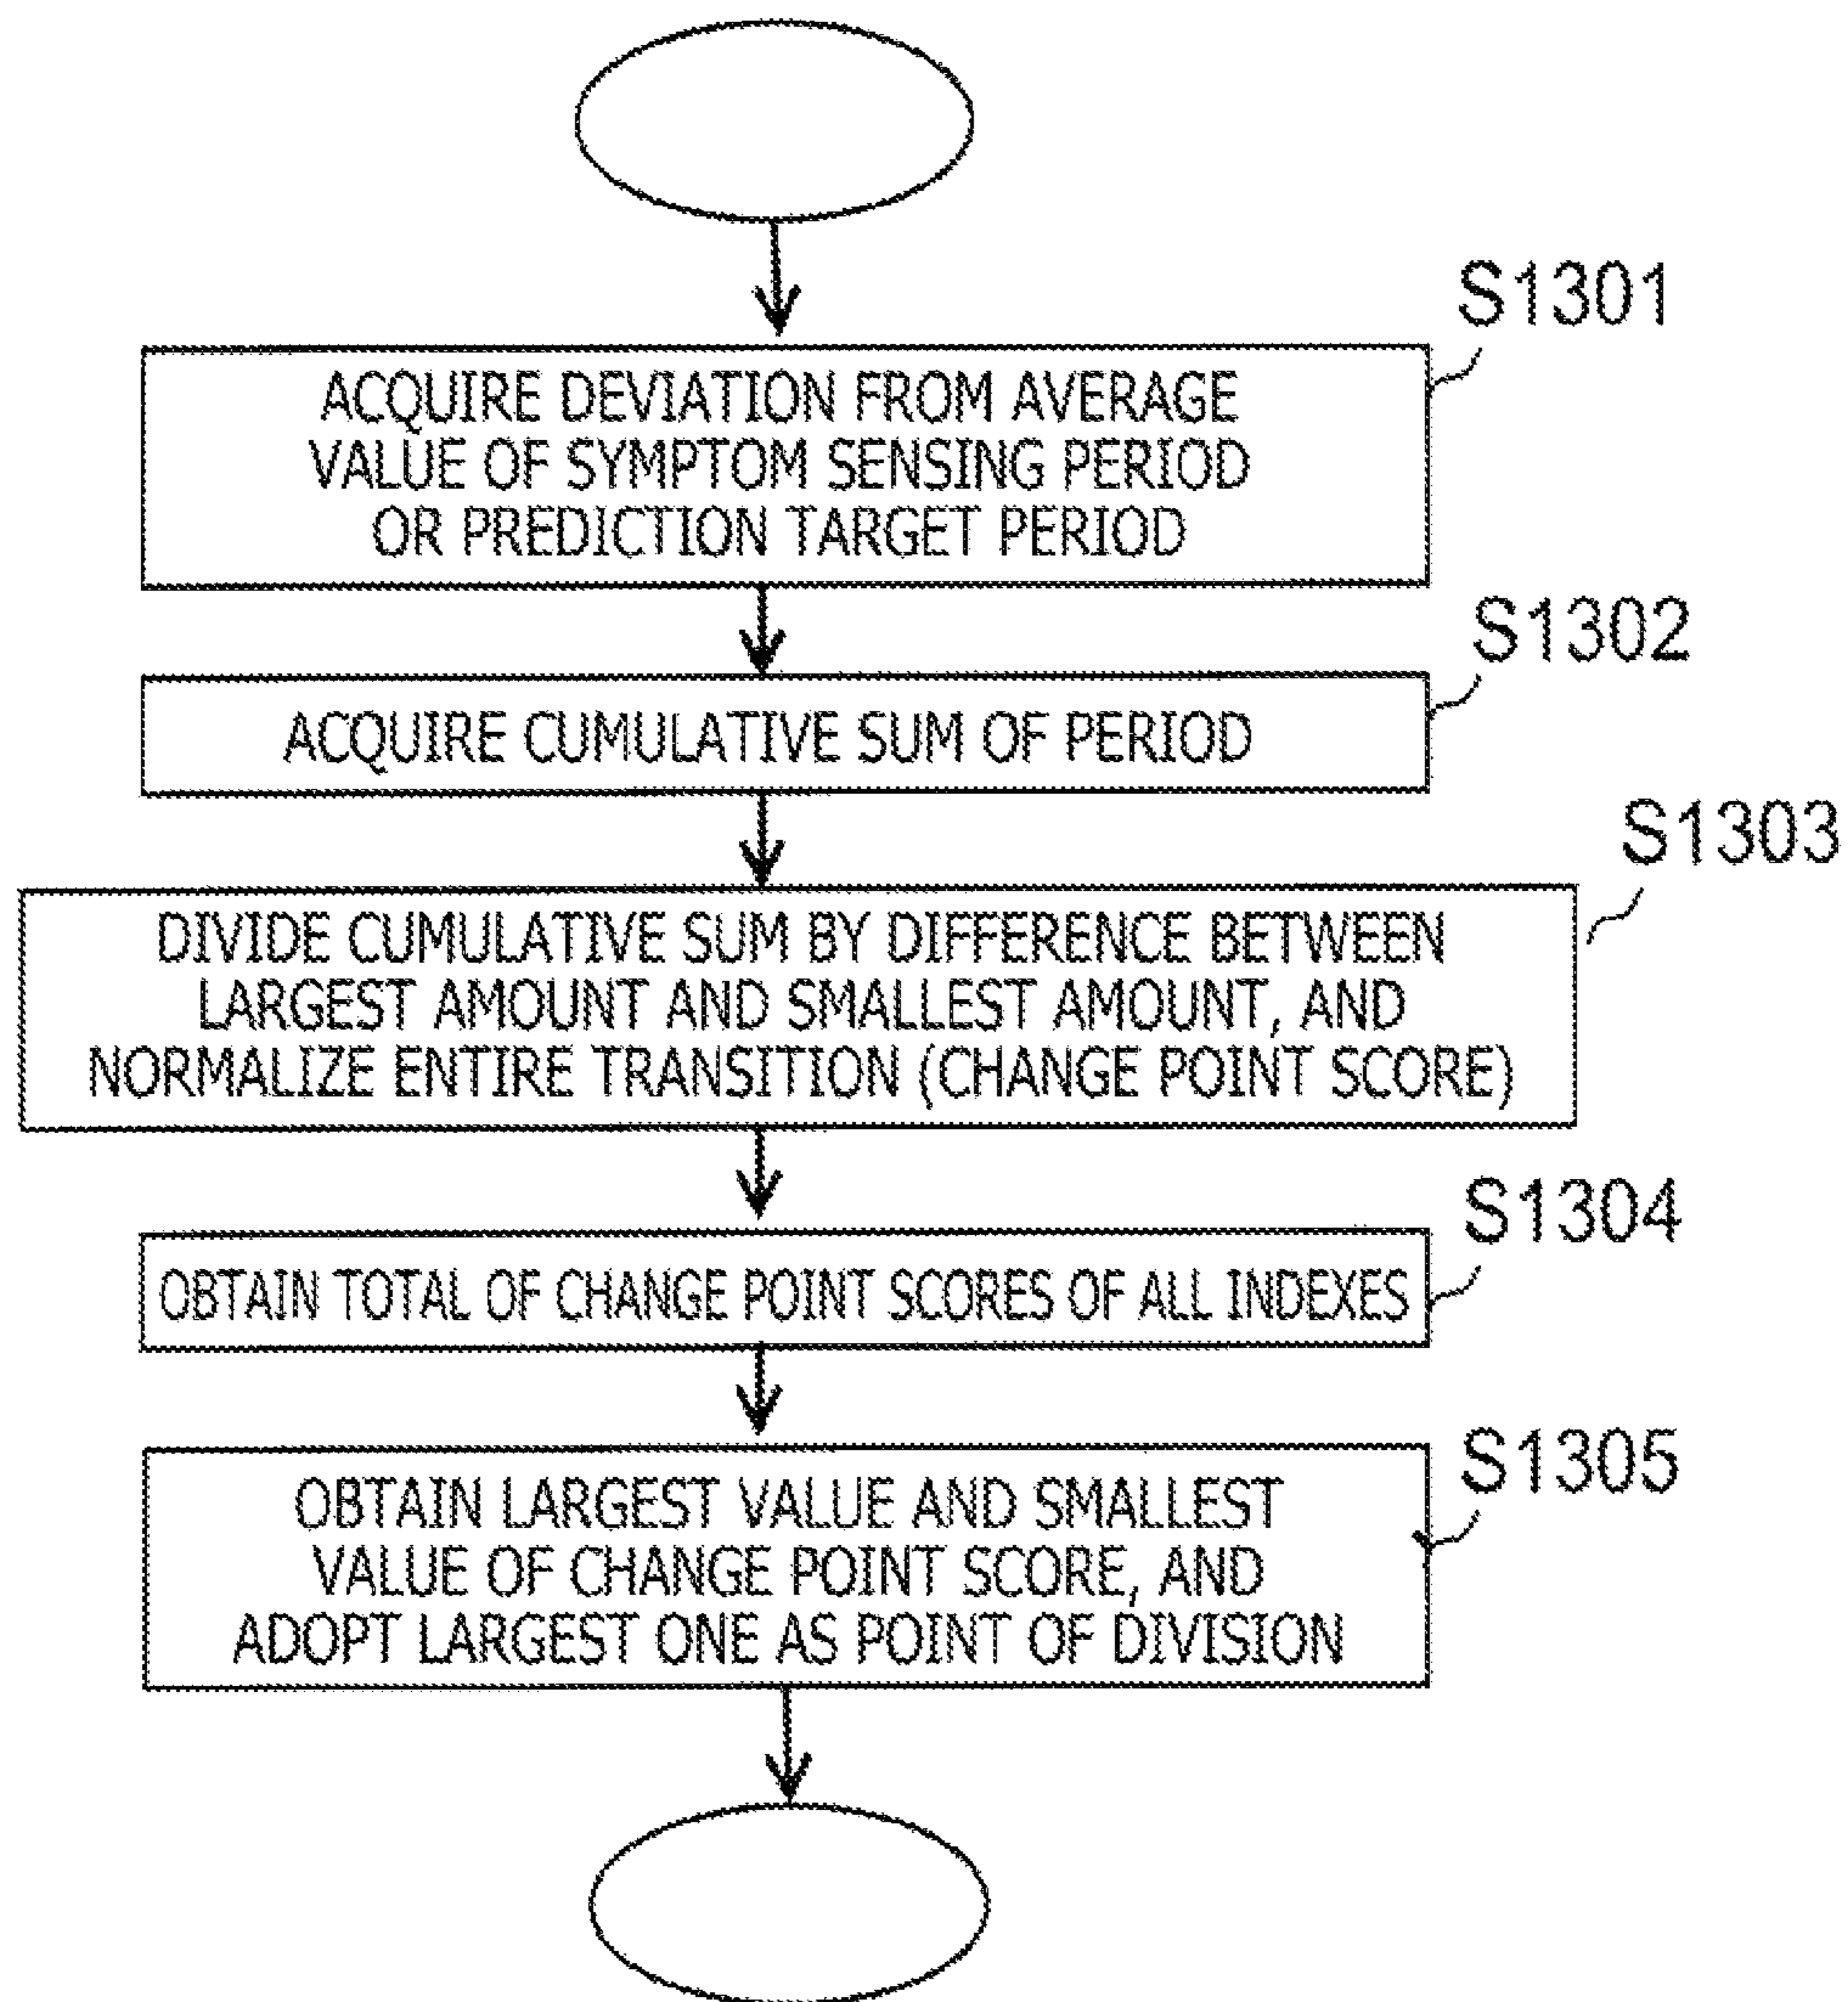 S1301
ACQUIRE DEVIATION FROM AVERAGE
VALUE OF SYMPTOM SENSING PERIOD
OR PREDICTION TARGET PERIOD
S1302
ACQUIRE CUMULATIVE SUM OF PERIOD
S1303
DIVIDE CUMULATIVE SUM BY DIFFERENCE BETWEEN
LARGEST AMOUNT AND SMALLEST AMOUNT, AND
NORMALIZE ENTIRE TRANSITION (CHANGE POINT SCORE)
S1304
OBTAIN TOTAL OF CHANGE POINT SCORES OF ALL INDEXES
S1305
OBTAIN LARGEST VALUE AND SMALLEST
VALUE OF CHANGE POINT SCORE, AND
ADOPT LARGEST ONE AS POINT OF DIVISION